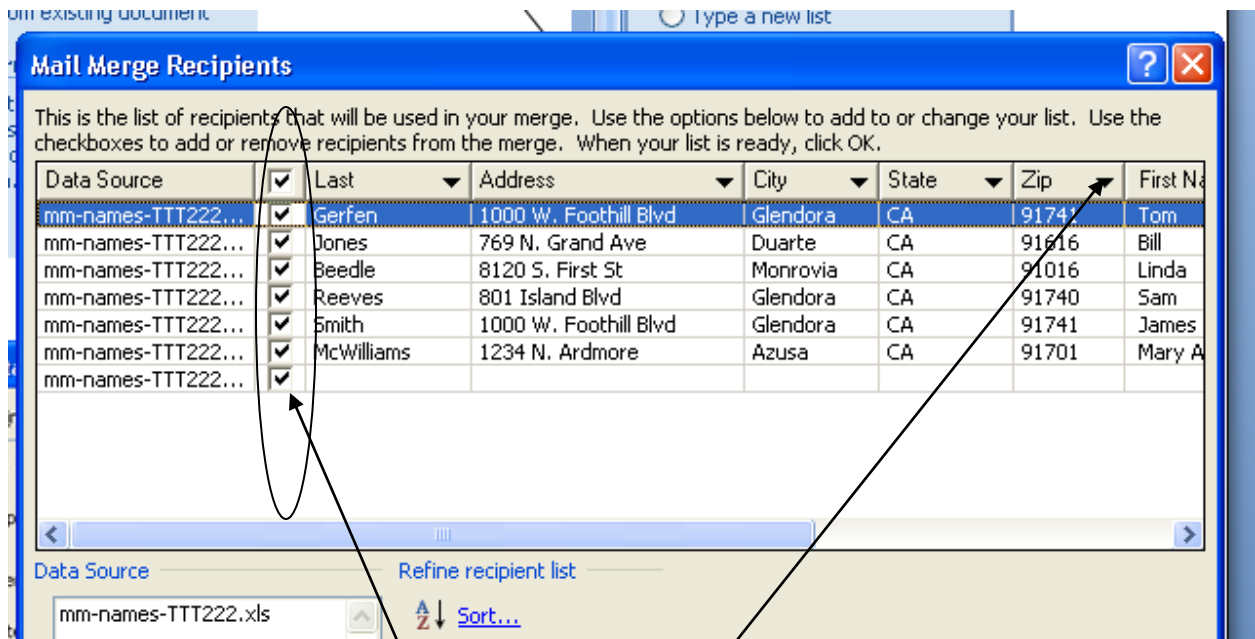 from existing document
Type a new list
Mail Merge Recipients
This is the list of recipients that will be used in your merge. Use the options below to add to or change your list. Use the
checkboxes to add or remove recipients from the merge. When your list is ready, click OK.
Data Source Last Address City State Zip First Na
mm-names-TTT222... Gerfen 1000 W. Foothill Blvd Glendora CA 91741 Tom
mm-names-TTT222... Jones 769 N. Grand Ave Duarte CA 91616 Bill
mm-names-TTT222... Beedle 8120 S. First St Monrovia CA 91016 Linda
mm-names-TTT222... Reeves 801 Island Blvd Glendora CA 91740 Sam
mm-names-TTT222... Smith 1000 W. Foothill Blvd Glendora CA 91741 James
mm-names-TTT222... McWilliams 1234 N. Ardmore Azusa CA 91701 Mary A
mm-names-TTT222...
Data Source Refine recipient list
mm-names-TTT222.xls Sort...